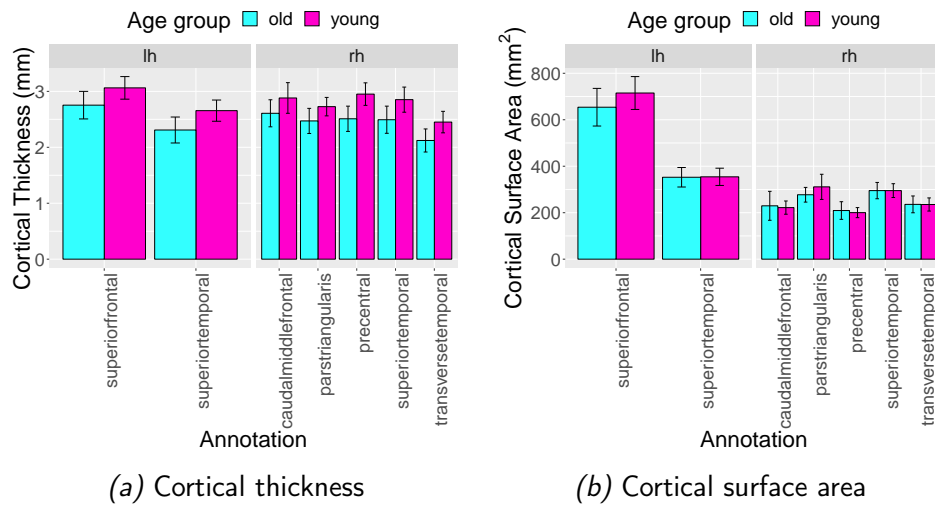 Age group old young
lh rh
Cortical Thickness (mm)
3
2
1
0
superiorfrontal
superiortemporal
caudalmiddlefrontal
parstriangularis
precentral
superiortemporal
transversetemporal
Annotation
(a) Cortical thickness
Age group old young
lh rh
Cortical Surface Area (mm²)
800
600
400
200
0
superiorfrontal
superiortemporal
caudalmiddlefrontal
parstriangularis
precentral
superiortemporal
transversetemporal
Annotation
(b) Cortical surface area